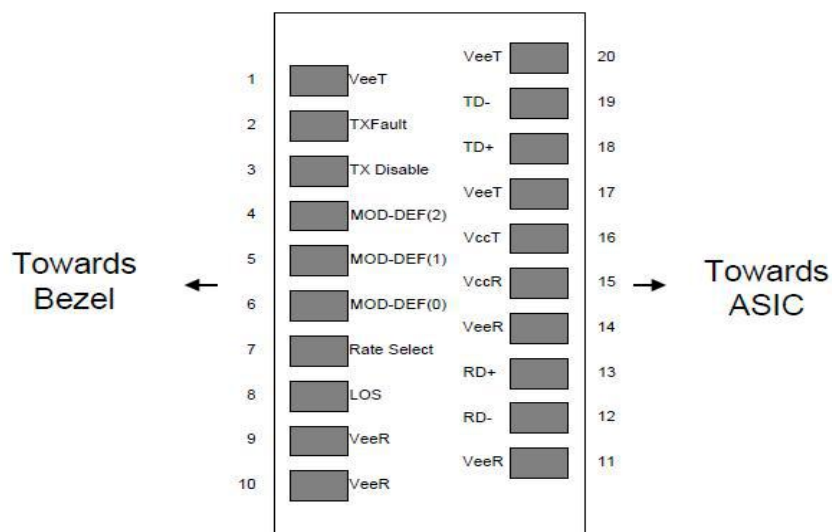 VeeT 20
1 VeeT
TD- 19
2 TXFault
TD+ 18
3 TX Disable
VeeT 17
4 MOD-DEF(2)
VccT 16
5 MOD-DEF(1)
Towards
Bezel
VccR 15
Towards
ASIC
6 MOD-DEF(0)
VeeR 14
7 Rate Select
RD+ 13
8 LOS
RD- 12
9 VeeR
VeeR 11
10 VeeR